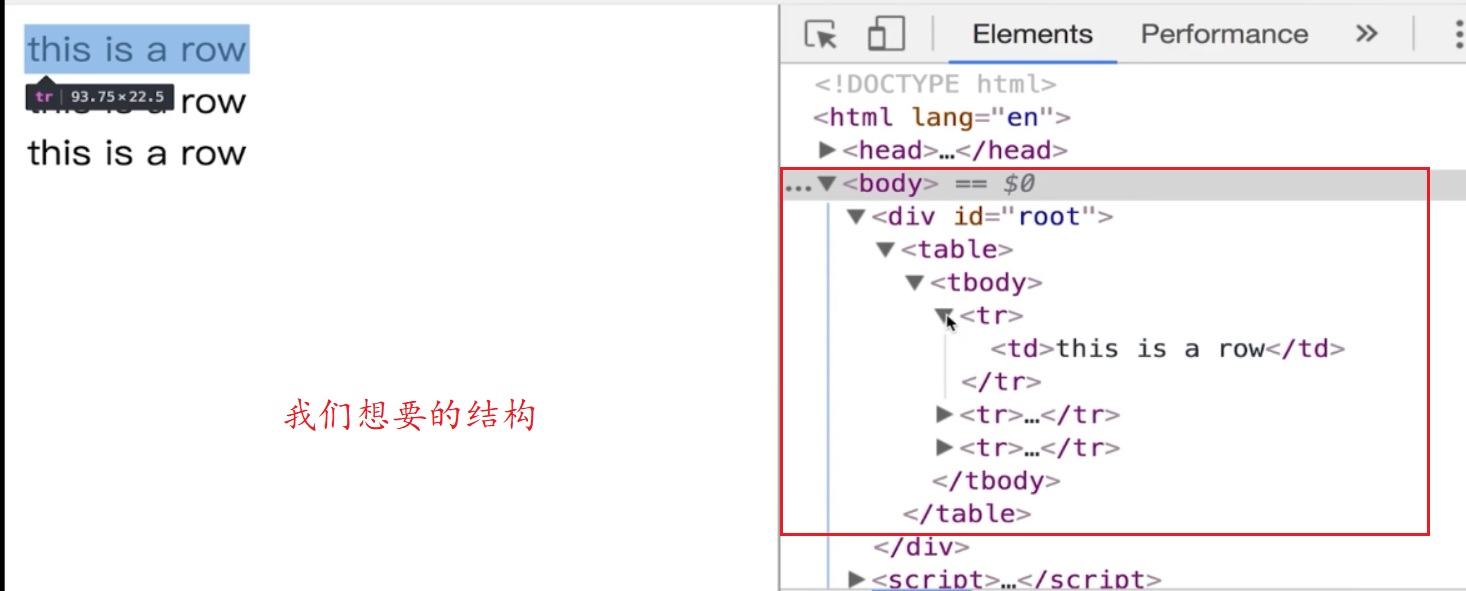 this is a row
tr | 93.75×22.5
this is a row
this is a row
我们想要的结构
Elements Performance »
<!DOCTYPE html>
<html lang="en">
▶<head>…</head>
…▼<body> == $0
▼<div id="root">
▼<table>
▼<tbody>
▼<tr>
<td>this is a row</td>
</tr>
▶<tr>…</tr>
▶<tr>…</tr>
</tbody>
</table>
</div>
▶<script>…</script>